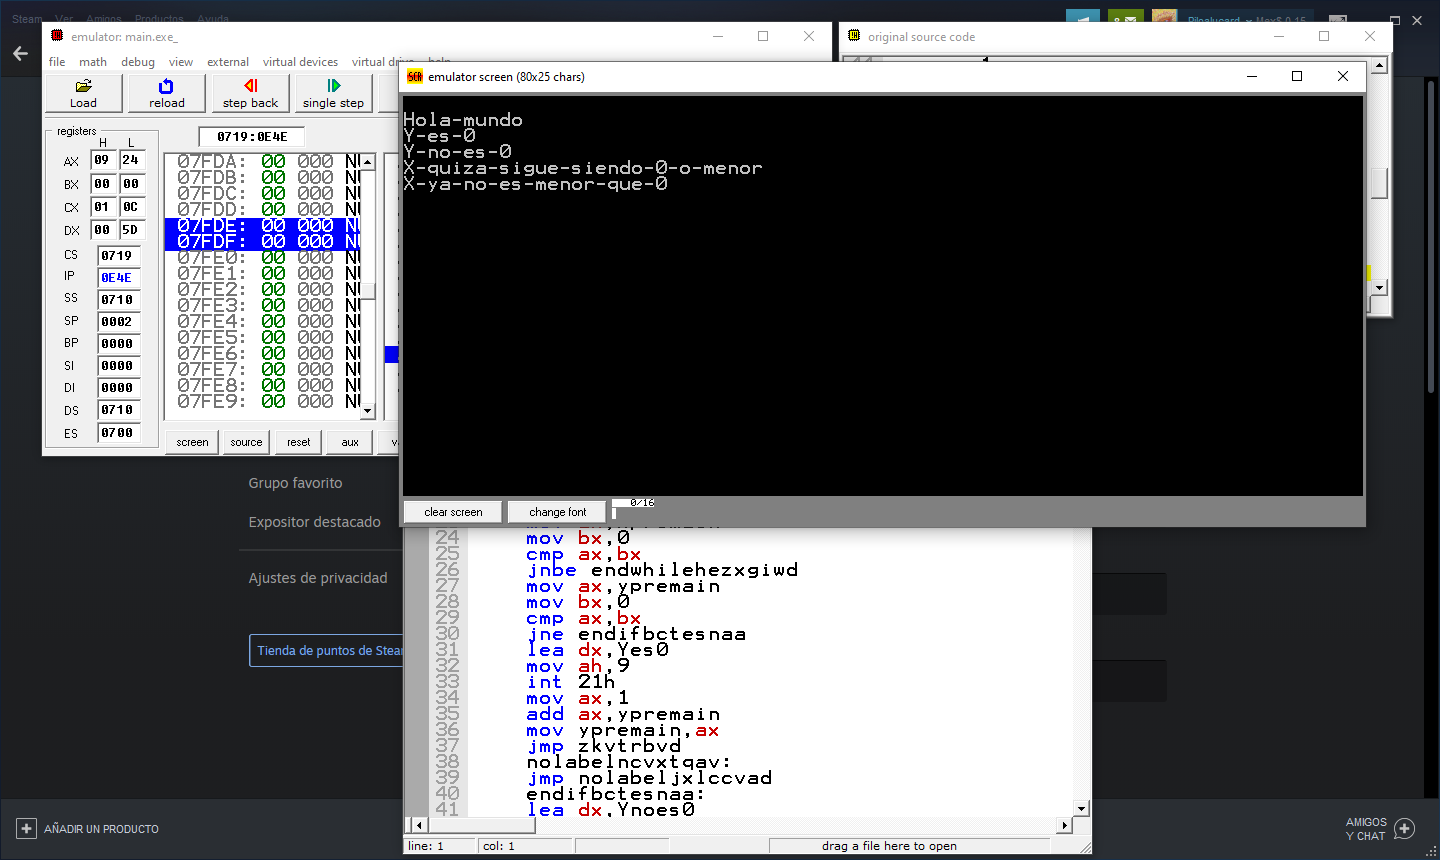 Steam Ver Amigos Productos Ayuda
emulator: main.exe_
file math debug view external virtual devices virtual drive help
Load reload step back single step
registers
H L
0719:0E4E
AX 09 24
BX 00 00
CX 01 0C
DX 00 5D
CS 0719
IP 0E4E
SS 0710
SP 0002
BP 0000
SI 0000
DI 0000
DS 0710
ES 0700
07FDA: 00 000
07FDB: 00 000
07FDC: 00 000
07FDD: 00 000
07FDE: 00 000
07FDF: 00 000
07FE0: 00 000
07FE1: 00 000
07FE2: 00 000
07FE3: 00 000
07FE4: 00 000
07FE5: 00 000
07FE6: 00 000
07FE7: 00 000
07FE8: 00 000
07FE9: 00 000
screen source reset aux
original source code
emulator screen (80x25 chars)
Hola-mundo
Y-es-0
Y-no-es-0
X-quiza-sigue-siendo-0-o-menor
X-ya-no-es-menor-que-0
clear screen change font 0/16
24 mov bx,0
25 cmp ax,bx
26 jnbe endwhilehezxgiwd
27 mov ax,ypremain
28 mov bx,0
29 cmp ax,bx
30 jne endifbctesnaa
31 lea dx,Yes0
32 mov ah,9
33 int 21h
34 mov ax,1
35 add ax,ypremain
36 mov ypremain,ax
37 jmp zkvtrbvd
38 nolabelncvxtqav:
39 jmp nolabeljxlccvad
40 endifbctesnaa:
41 lea dx,Ynoes0
line: 1 col: 1 drag a file here to open
Grupo favorito
Expositor destacado
Ajustes de privacidad
Tienda de puntos de Stea
AÑADIR UN PRODUCTO
AMIGOS
Y CHAT